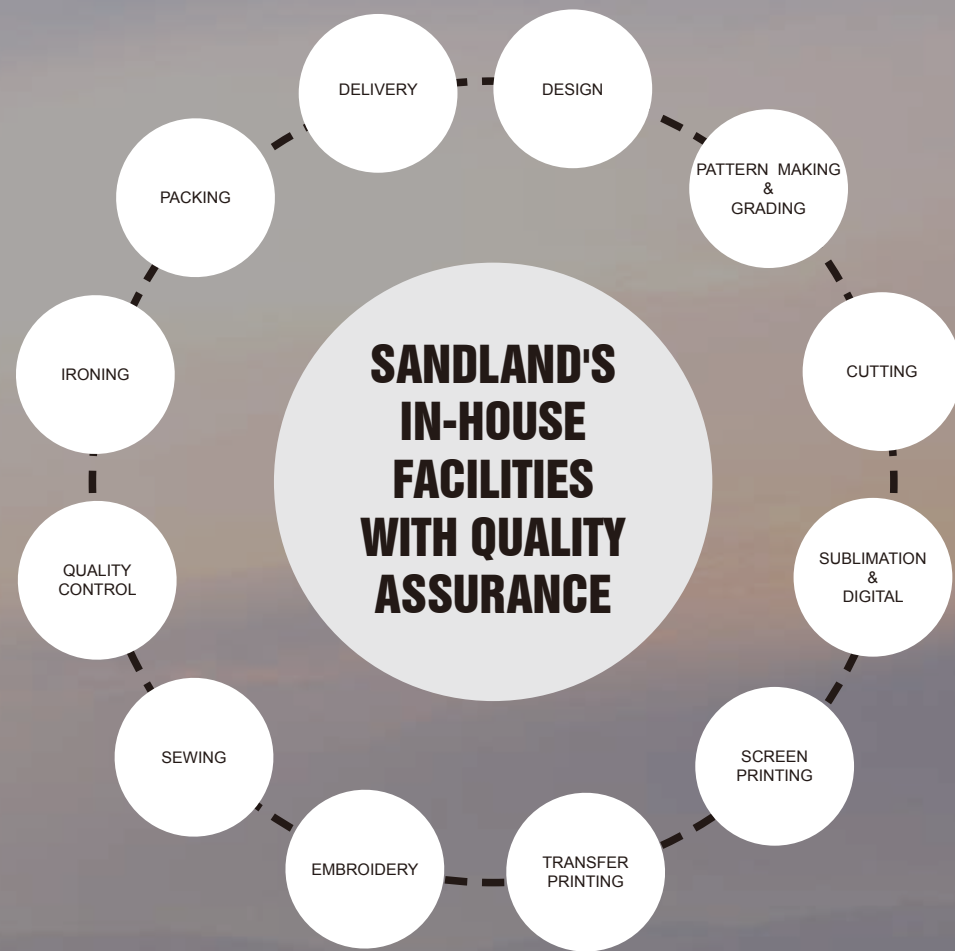 DELIVERY
DESIGN
PATTERN MAKING
&
GRADING
CUTTING
SUBLIMATION
&
DIGITAL
SCREEN
PRINTING
TRANSFER
PRINTING
EMBROIDERY
SEWING
QUALITY
CONTROL
IRONING
PACKING
SANDLAND'S
IN-HOUSE
FACILITIES
WITH QUALITY
ASSURANCE